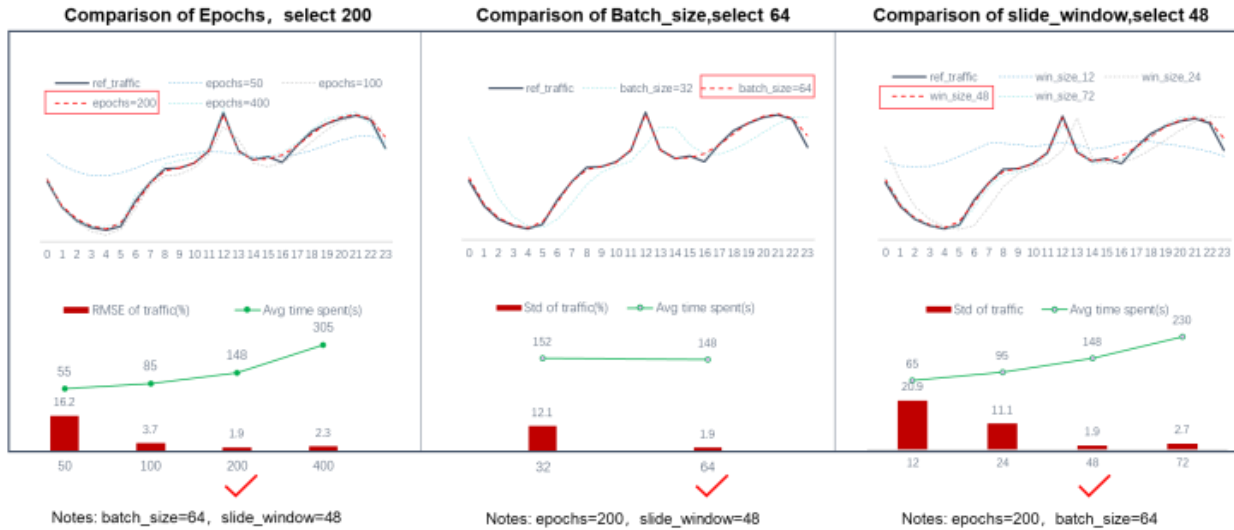 Comparison of Epochs, select 200
ref_traffic epochs=50 epochs=100
epochs=200 epochs=400
0 1 2 3 4 5 6 7 8 9 10 11 12 13 14 15 16 17 18 19 20 21 22 23
RMSE of traffic(%) Avg time spent(s)
305
148
85
55
16.2
3.7
1.9
2.3
50 100 200 400
Notes: batch_size=64, slide_window=48
Comparison of Batch_size,select 64
ref_traffic batch_size=32 batch_size=64
0 1 2 3 4 5 6 7 8 9 10 11 12 13 14 15 16 17 18 19 20 21 22 23
Std of traffic(%) Avg time spent(s)
152 148
12.1
1.9
32 64
Notes: epochs=200, slide_window=48
Comparison of slide_window,select 48
ref_traffic win_size_12 win_size_24
win_size_48 win_size_72
0 1 2 3 4 5 6 7 8 9 10 11 12 13 14 15 16 17 18 19 20 21 22 23
Std of traffic Avg time spent(s)
230
148
95
65
20.9
11.1
1.9
2.7
12 24 48 72
Notes: epochs=200, batch_size=64